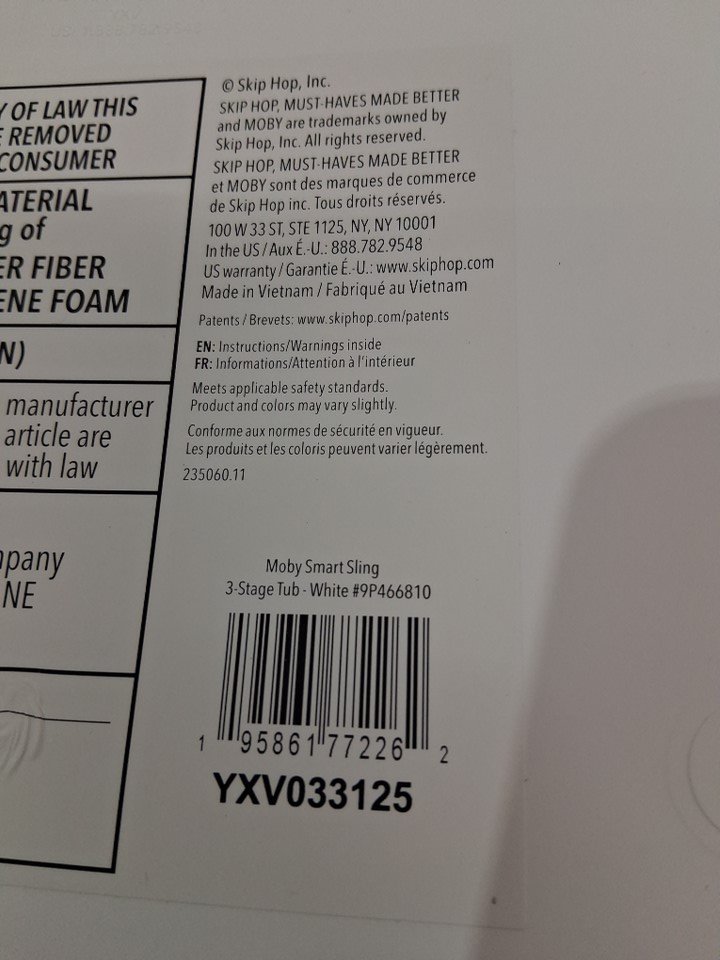 Y OF LAW THIS
E REMOVED
CONSUMER
ATERIAL
g of
ER FIBER
ENE FOAM
N)
manufacturer
article are
with law
mpany
NE
© Skip Hop, Inc.
SKIP HOP, MUST-HAVES MADE BETTER
and MOBY are trademarks owned by
Skip Hop, Inc. All rights reserved.
SKIP HOP, MUST-HAVES MADE BETTER
et MOBY sont des marques de commerce
de Skip Hop inc. Tous droits réservés.
100 W 33 ST, STE 1125, NY, NY 10001
In the US / Aux É.-U.: 888.782.9548
US warranty / Garantie É.-U.: www.skiphop.com
Made in Vietnam / Fabriqué au Vietnam
Patents / Brevets: www.skiphop.com/patents
EN: Instructions/Warnings inside
FR: Informations/Attention à l'intérieur
Meets applicable safety standards.
Product and colors may vary slightly.
Conforme aux normes de sécurité en vigueur.
Les produits et les coloris peuvent varier légèrement.
235060.11
Moby Smart Sling
3-Stage Tub - White #9P466810
1 95861 77226 2
YXV033125